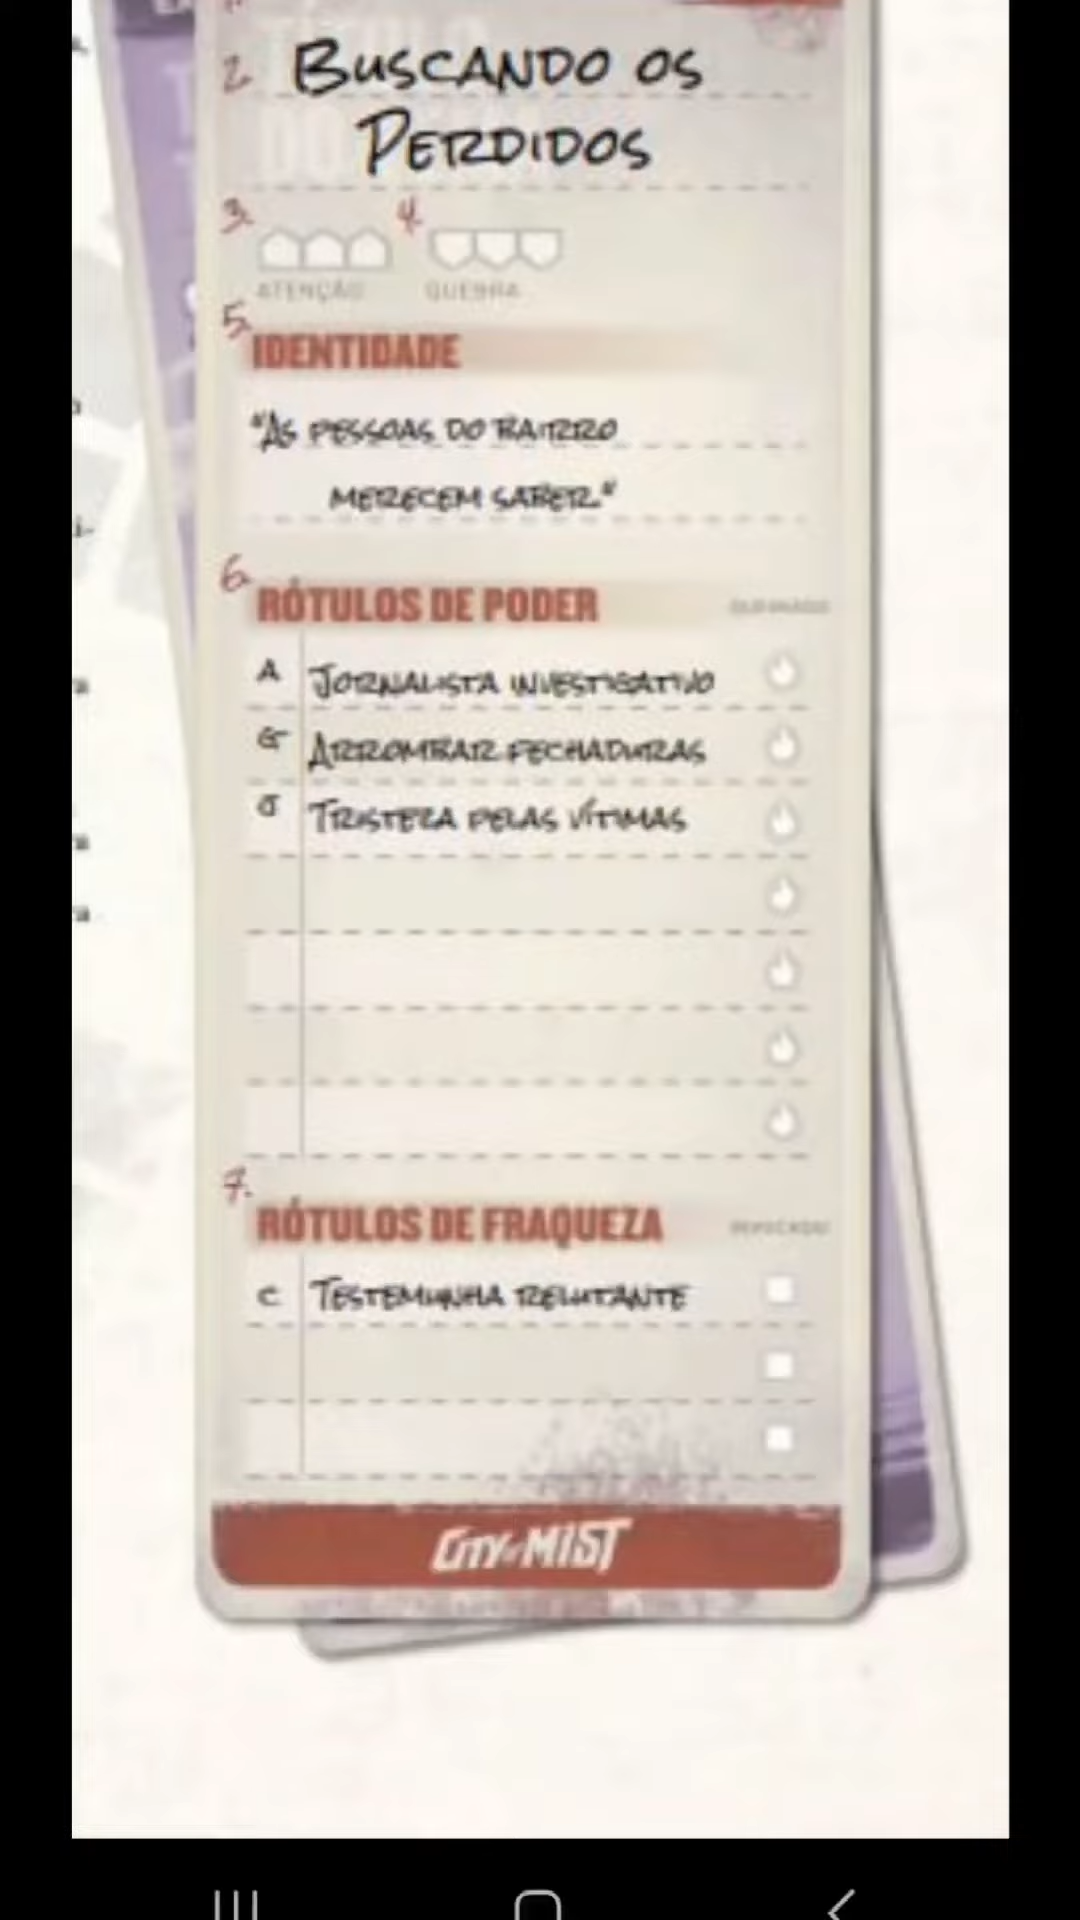 2. BUSCANDO OS
PERDIDOS
3. 4.
ATENÇÃO QUEBRA
5. IDENTIDADE
"AS PESSOAS DO BAIRRO
MERECEM SABER."
6. RÓTULOS DE PODER QUEIMADO
A JORNALISTA INVESTIGATIVO
G ARROMBAR FECHADURAS
J TRISTEZA PELAS VÍTIMAS
7. RÓTULOS DE FRAQUEZA
C TESTEMUNHA RELUTANTE
CITY of MIST